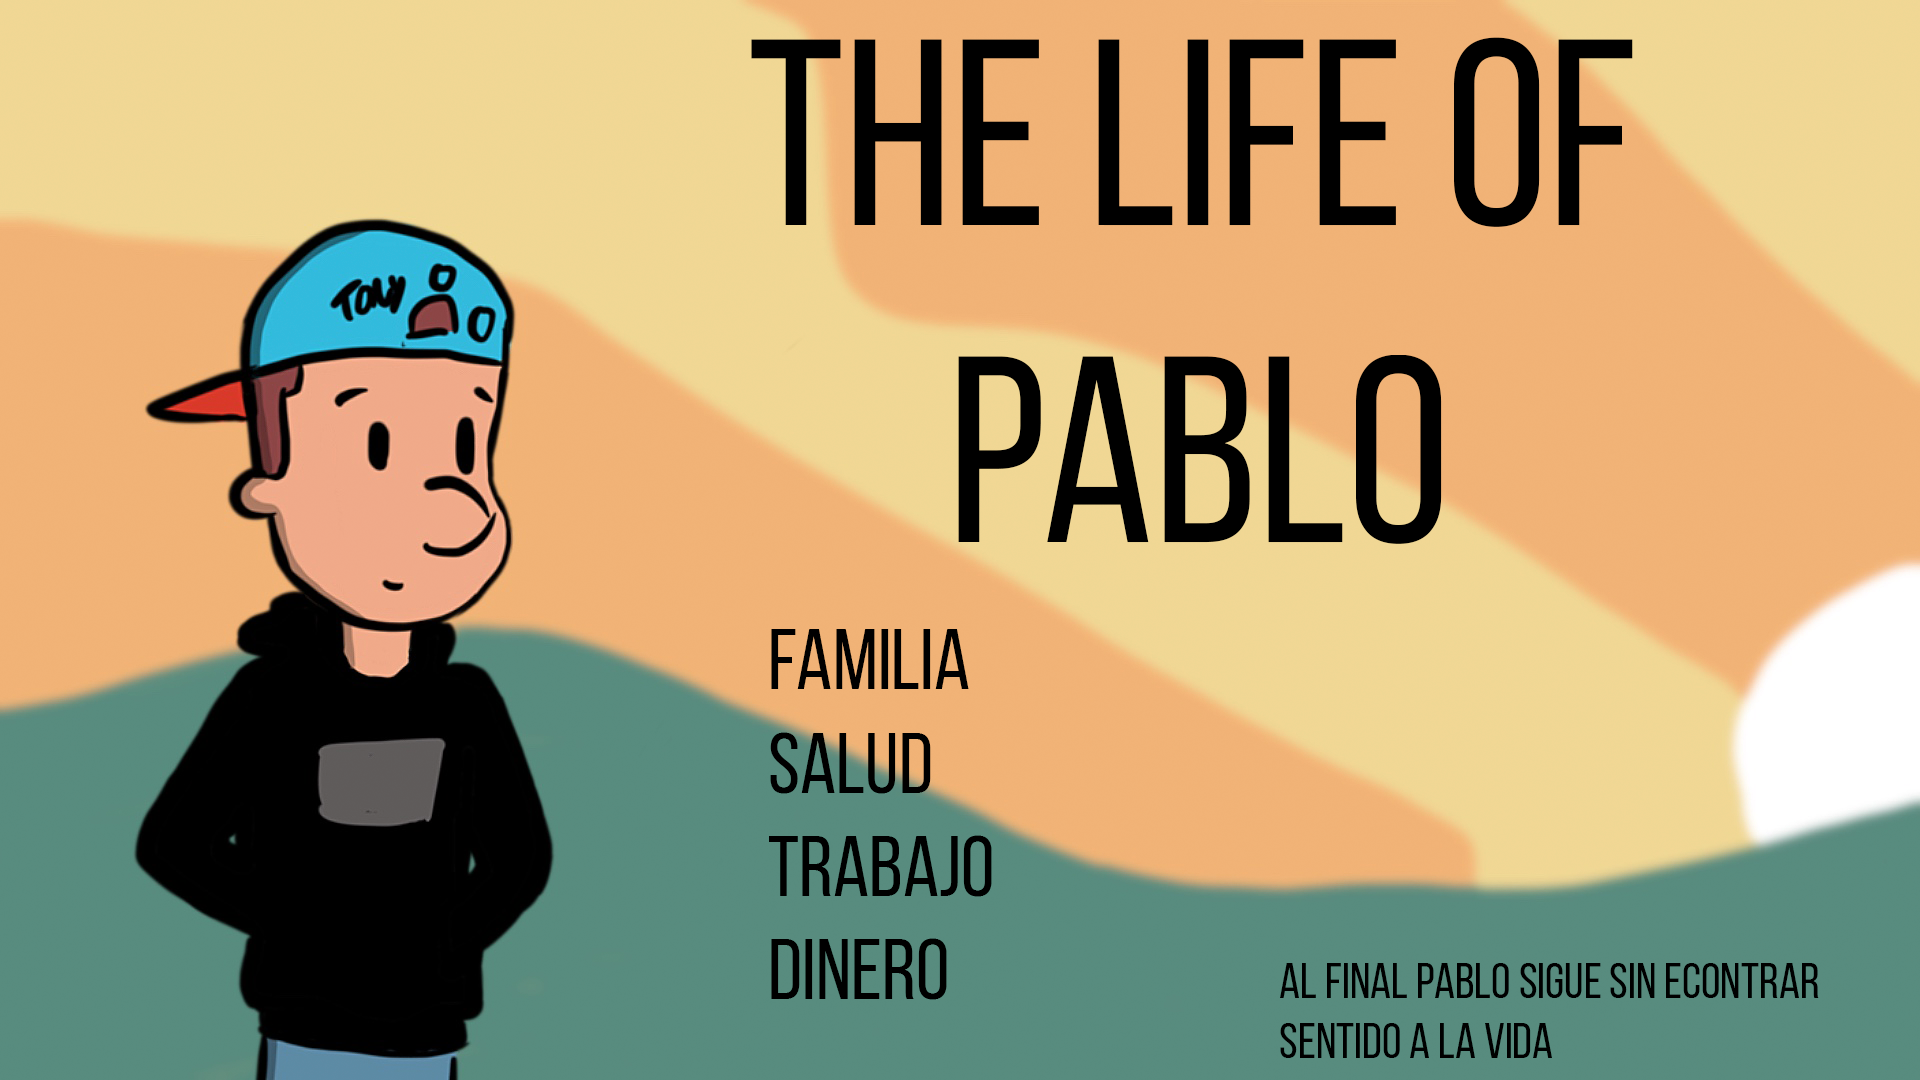 THE LIFE OF
PABLO
TONY
FAMILIA
SALUD
TRABAJO
DINERO
AL FINAL PABLO SIGUE SIN ECONTRAR
SENTIDO A LA VIDA